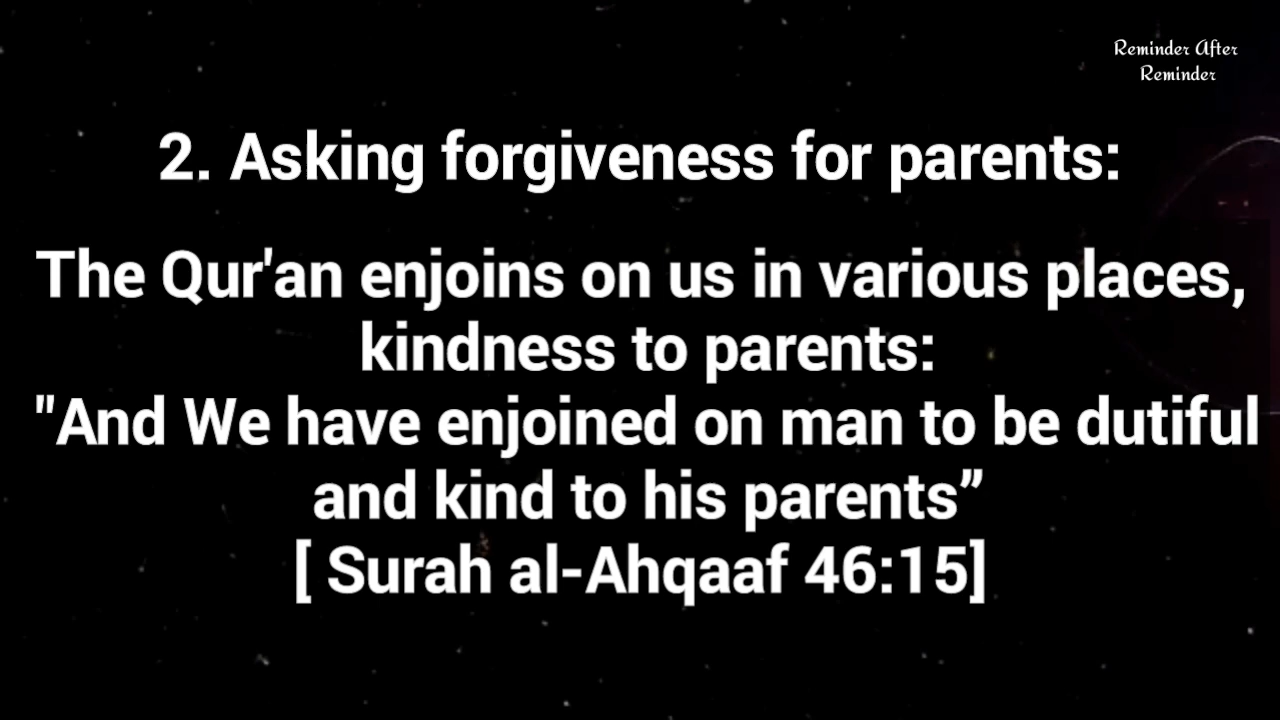 Reminder After
Reminder
2. Asking forgiveness for parents:
The Qur'an enjoins on us in various places,
kindness to parents:
"And We have enjoined on man to be dutiful
and kind to his parents”
[ Surah al-Ahqaaf 46:15]